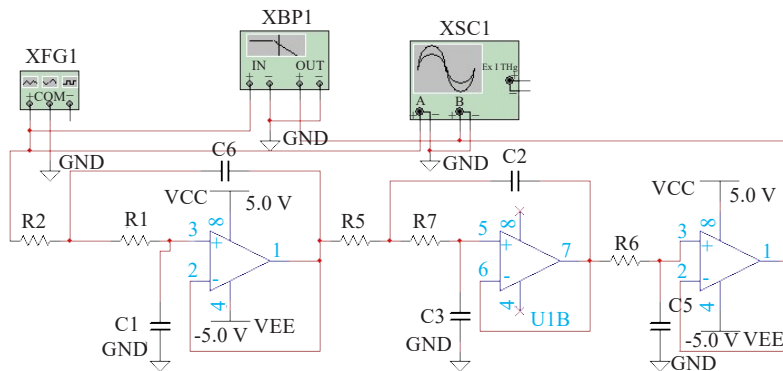 XBP1
XSC1
XFG1
IN OUT
+ − + −
Ex I THg
+ −
A B
+ − + −
+ COM −
GND
GND
GND
C6
C2
VCC 5.0 V
VCC 5.0 V
R2 R1 3 8 + 1 R5 R7 5 8 + 7 R6 3 8 + 1
2 - 6 - 2 -
4 4 4
C1 -5.0 V VEE C3 U1B C5 -5.0 V VEE
GND GND GND